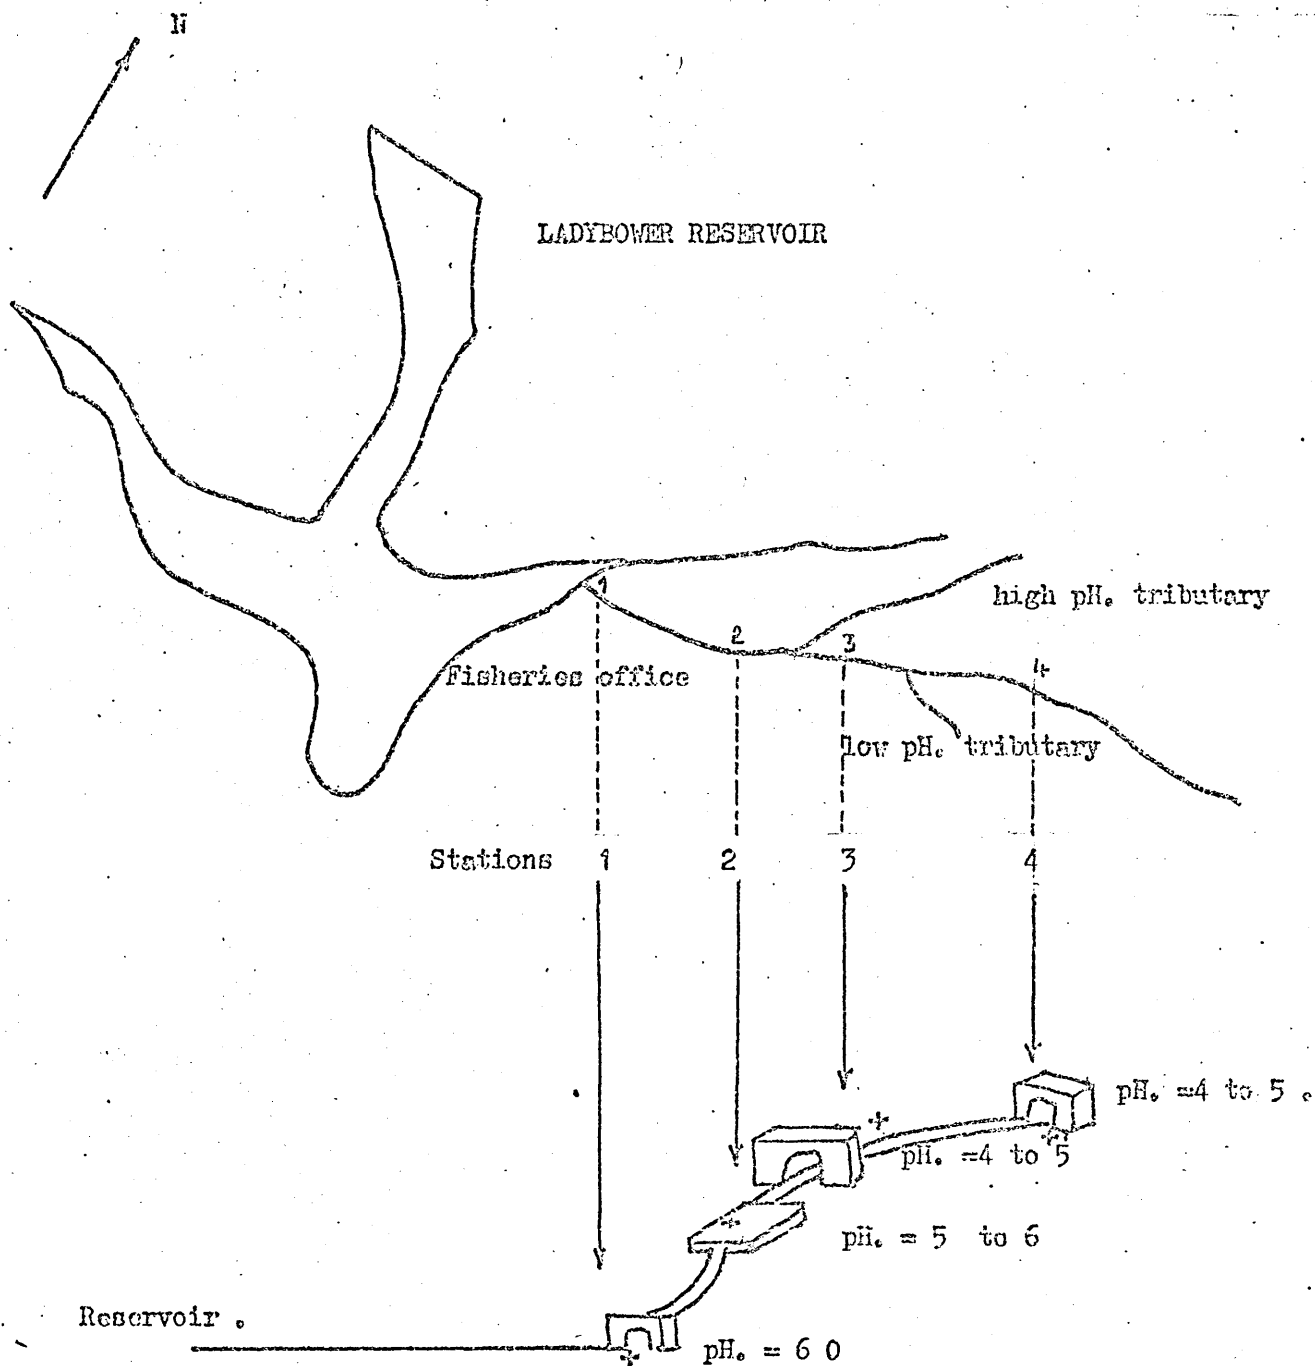 N
LADYBOWER RESERVOIR
high pH. tributary
1
2
3
4
Fisheries office
low pH. tributary
Stations 1 2 3 4
pH. =4 to 5 .
pH. =4 to 5
pH. = 5 to 6
Reservoir .
pH. = 6 0